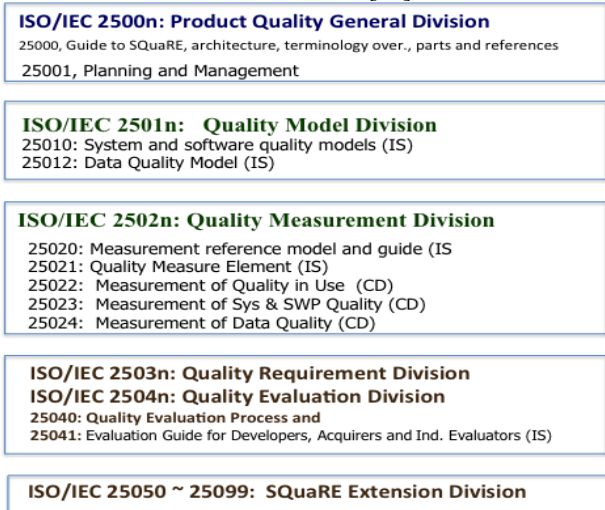 ISO/IEC 2500n: Product Quality General Division
25000, Guide to SQuaRE, architecture, terminology over., parts and references
25001, Planning and Management
ISO/IEC 2501n: Quality Model Division
25010: System and software quality models (IS)
25012: Data Quality Model (IS)
ISO/IEC 2502n: Quality Measurement Division
25020: Measurement reference model and guide (IS
25021: Quality Measure Element (IS)
25022: Measurement of Quality in Use (CD)
25023: Measurement of Sys & SWP Quality (CD)
25024: Measurement of Data Quality (CD)
ISO/IEC 2503n: Quality Requirement Division
ISO/IEC 2504n: Quality Evaluation Division
25040: Quality Evaluation Process and
25041: Evaluation Guide for Developers, Acquirers and Ind. Evaluators (IS)
ISO/IEC 25050 ~ 25099: SQuaRE Extension Division